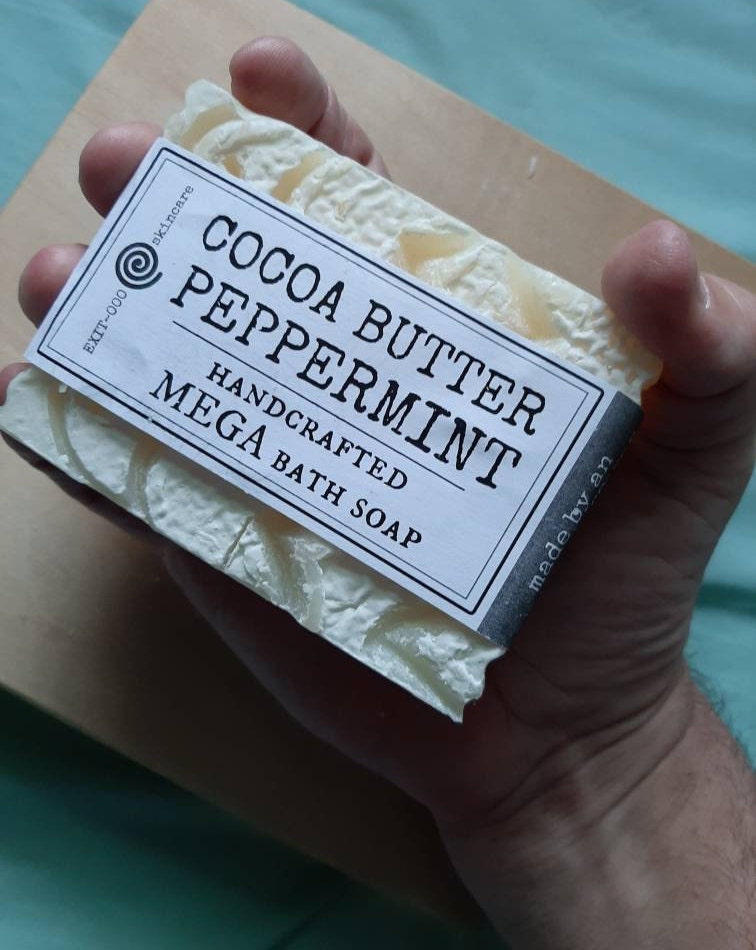 EXIT-000 skincare
COCOA BUTTER
PEPPERMINT
HANDCRAFTED
MEGA BATH SOAP
made by an